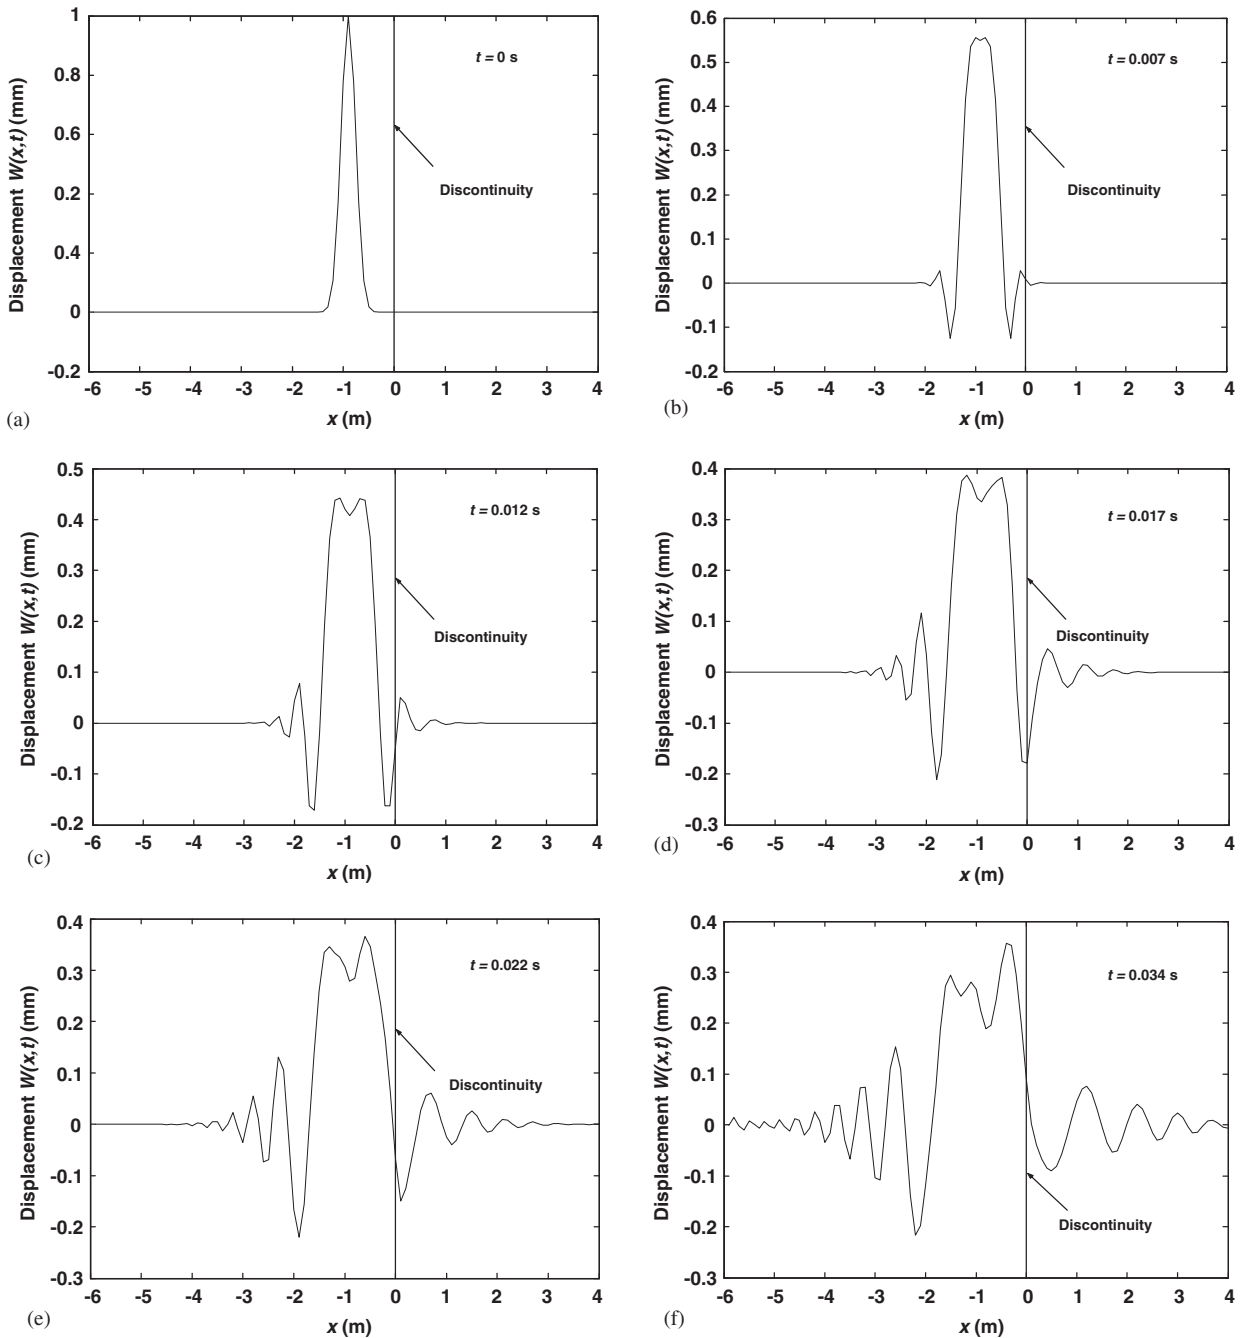 1
0.8
0.6
0.2
0.4
0
-0.2
-6 -5 -4 -3 -2 -1 0 1 2 3 4
Displacement W(x,t) (mm)
t = 0 s
Discontinuity
x (m)
(a)
0.6
0.5
0.4
0.3
0.2
0.1
0
-0.1
-0.2
-6 -5 -4 -3 -2 -1 0 1 2 3 4
Displacement W(x,t) (mm)
t = 0.007 s
Discontinuity
x (m)
(b)
0.5
0.4
0.3
0.2
0.1
0
-0.1
-0.2
-6 -5 -4 -3 -2 -1 0 1 2 3 4
Displacement W(x,t) (mm)
t = 0.012 s
Discontinuity
x (m)
(c)
0.4
0.3
0.2
0.1
0
-0.1
-0.2
-0.3
-6 -5 -4 -3 -2 -1 0 1 2 3 4
Displacement W(x,t) (mm)
t = 0.017 s
Discontinuity
x (m)
(d)
0.4
0.3
0.2
0.1
0
-0.1
-0.2
-0.3
-6 -5 -4 -3 -2 -1 0 1 2 3 4
Displacement W(x,t) (mm)
t = 0.022 s
Discontinuity
x (m)
(e)
0.4
0.3
0.2
0.1
0
-0.1
-0.2
-0.3
-6 -5 -4 -3 -2 -1 0 1 2 3 4
Displacement W(x,t) (mm)
t = 0.034 s
Discontinuity
x (m)
(f)